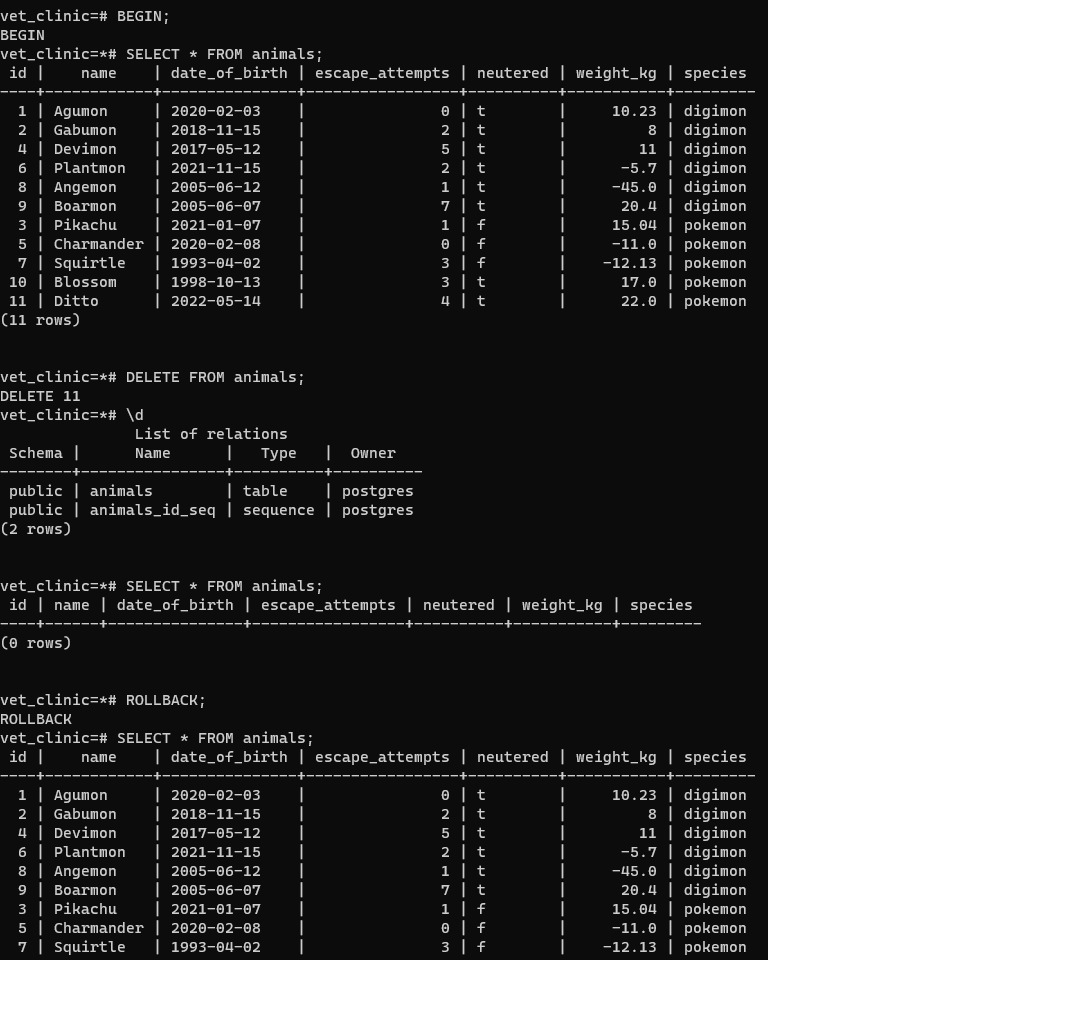 vet_clinic=# BEGIN;
BEGIN
vet_clinic=*# SELECT * FROM animals;
 id |    name    | date_of_birth | escape_attempts | neutered | weight_kg | species
----+------------+---------------+-----------------+----------+-----------+---------
  1 | Agumon     | 2020-02-03    |               0 | t        |     10.23 | digimon
  2 | Gabumon    | 2018-11-15    |               2 | t        |         8 | digimon
  4 | Devimon    | 2017-05-12    |               5 | t        |        11 | digimon
  6 | Plantmon   | 2021-11-15    |               2 | t        |      -5.7 | digimon
  8 | Angemon    | 2005-06-12    |               1 | t        |     -45.0 | digimon
  9 | Boarmon    | 2005-06-07    |               7 | t        |      20.4 | digimon
  3 | Pikachu    | 2021-01-07    |               1 | f        |     15.04 | pokemon
  5 | Charmander | 2020-02-08    |               0 | f        |     -11.0 | pokemon
  7 | Squirtle   | 1993-04-02    |               3 | f        |    -12.13 | pokemon
 10 | Blossom    | 1998-10-13    |               3 | t        |      17.0 | pokemon
 11 | Ditto      | 2022-05-14    |               4 | t        |      22.0 | pokemon
(11 rows)
vet_clinic=*# DELETE FROM animals;
DELETE 11
vet_clinic=*# \d
               List of relations
 Schema |      Name      |   Type   |  Owner
--------+----------------+----------+----------
 public | animals        | table    | postgres
 public | animals_id_seq | sequence | postgres
(2 rows)
vet_clinic=*# SELECT * FROM animals;
 id | name | date_of_birth | escape_attempts | neutered | weight_kg | species
----+------+---------------+-----------------+----------+-----------+---------
(0 rows)
vet_clinic=*# ROLLBACK;
ROLLBACK
vet_clinic=# SELECT * FROM animals;
 id |    name    | date_of_birth | escape_attempts | neutered | weight_kg | species
----+------------+---------------+-----------------+----------+-----------+---------
  1 | Agumon     | 2020-02-03    |               0 | t        |     10.23 | digimon
  2 | Gabumon    | 2018-11-15    |               2 | t        |         8 | digimon
  4 | Devimon    | 2017-05-12    |               5 | t        |        11 | digimon
  6 | Plantmon   | 2021-11-15    |               2 | t        |      -5.7 | digimon
  8 | Angemon    | 2005-06-12    |               1 | t        |     -45.0 | digimon
  9 | Boarmon    | 2005-06-07    |               7 | t        |      20.4 | digimon
  3 | Pikachu    | 2021-01-07    |               1 | f        |     15.04 | pokemon
  5 | Charmander | 2020-02-08    |               0 | f        |     -11.0 | pokemon
  7 | Squirtle   | 1993-04-02    |               3 | f        |    -12.13 | pokemon